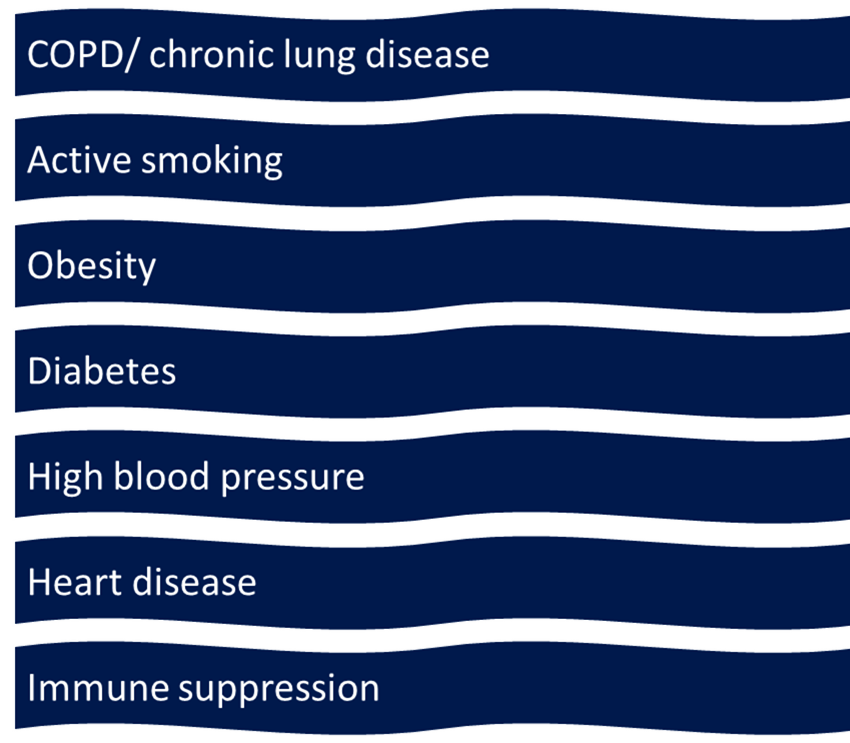 COPD/ chronic lung disease
Active smoking
Obesity
Diabetes
High blood pressure
Heart disease
Immune suppression